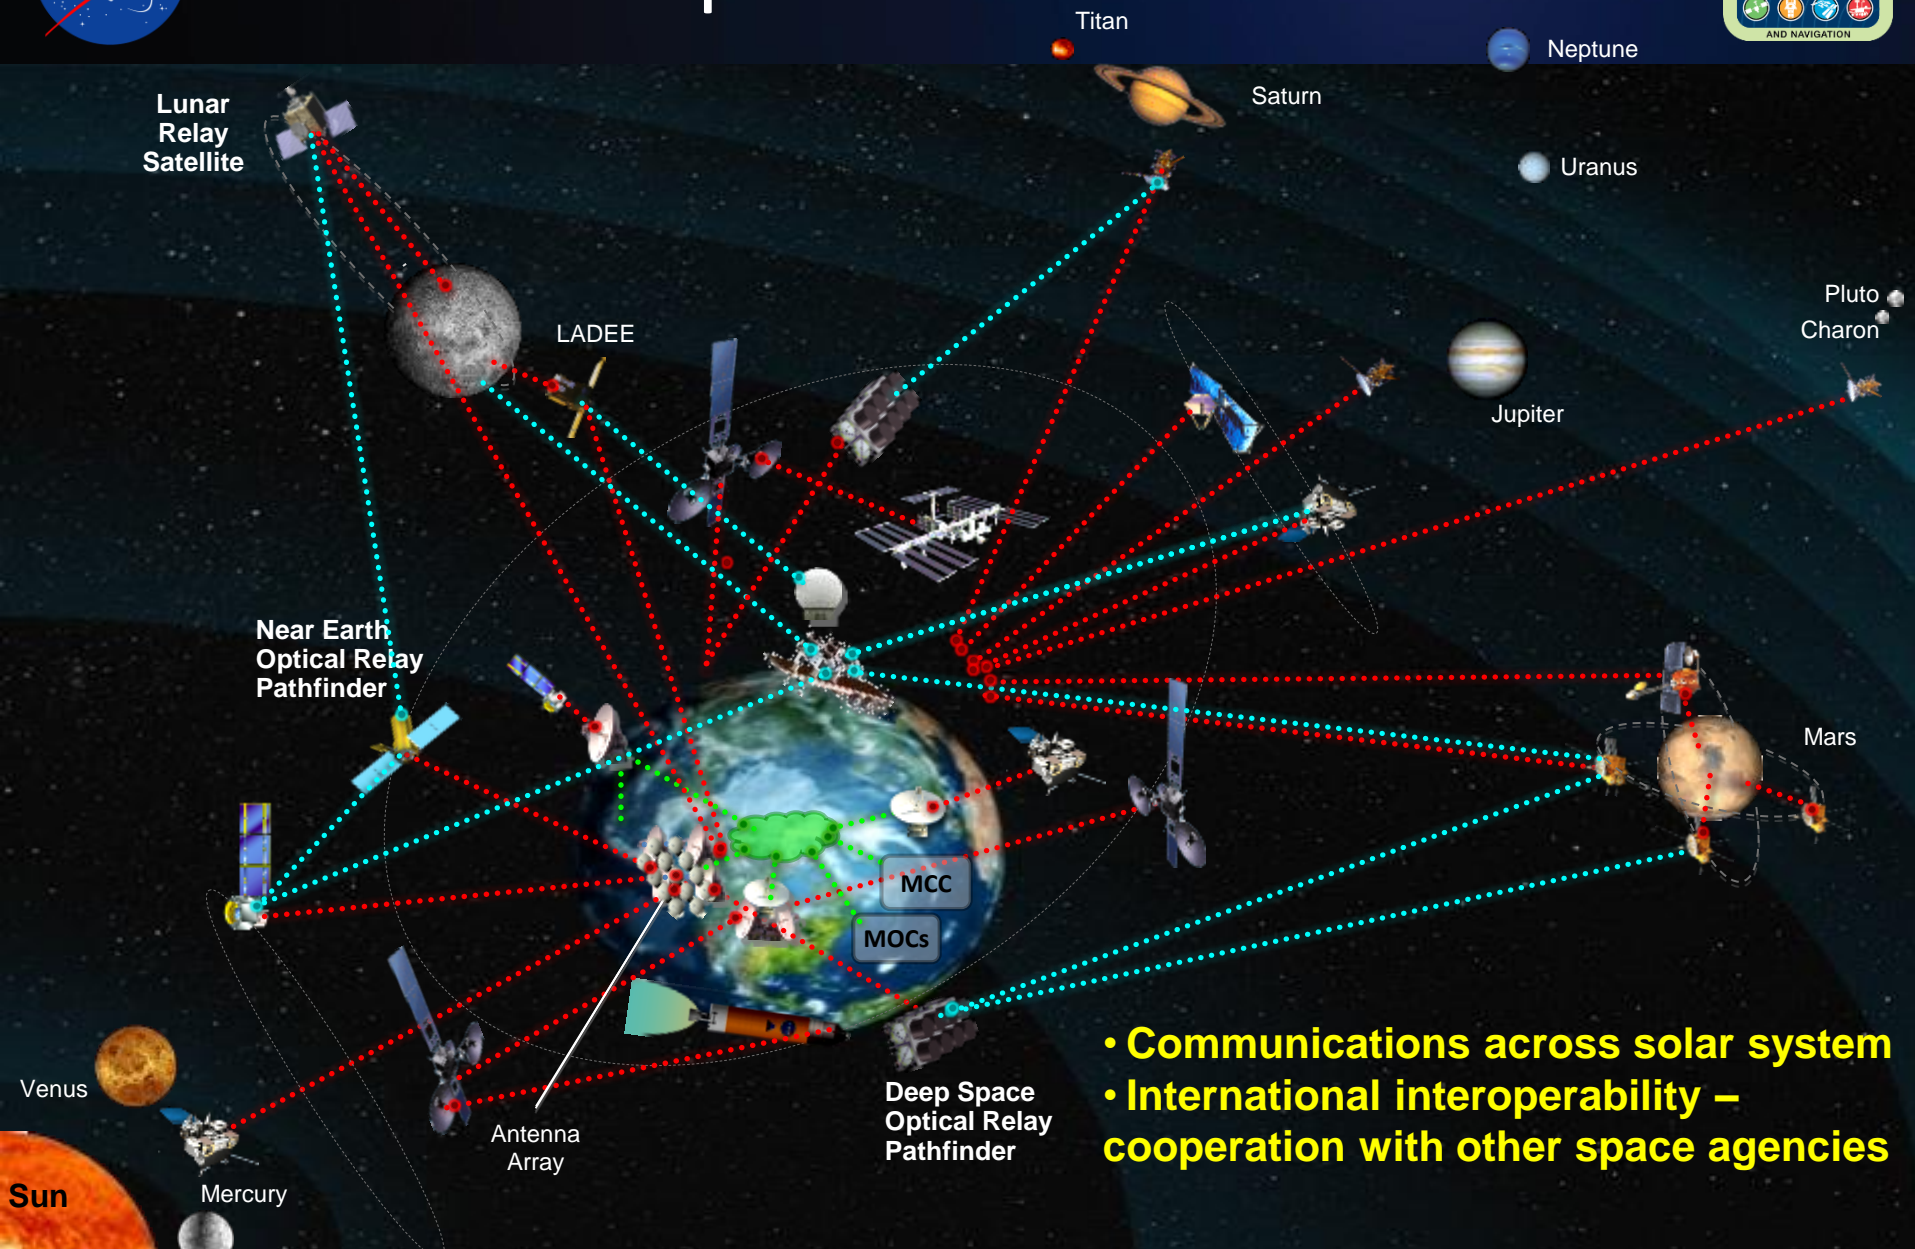 Titan
Neptune
AND NAVIGATION
Saturn
Lunar
Relay
Satellite
Uranus
Pluto
Charon
LADEE
Jupiter
Near Earth
Optical Relay
Pathfinder
Mars
MCC
MOCs
Venus
Antenna
Array
Deep Space
Optical Relay
Pathfinder
• Communications across solar system
• International interoperability –
cooperation with other space agencies
Sun
Mercury